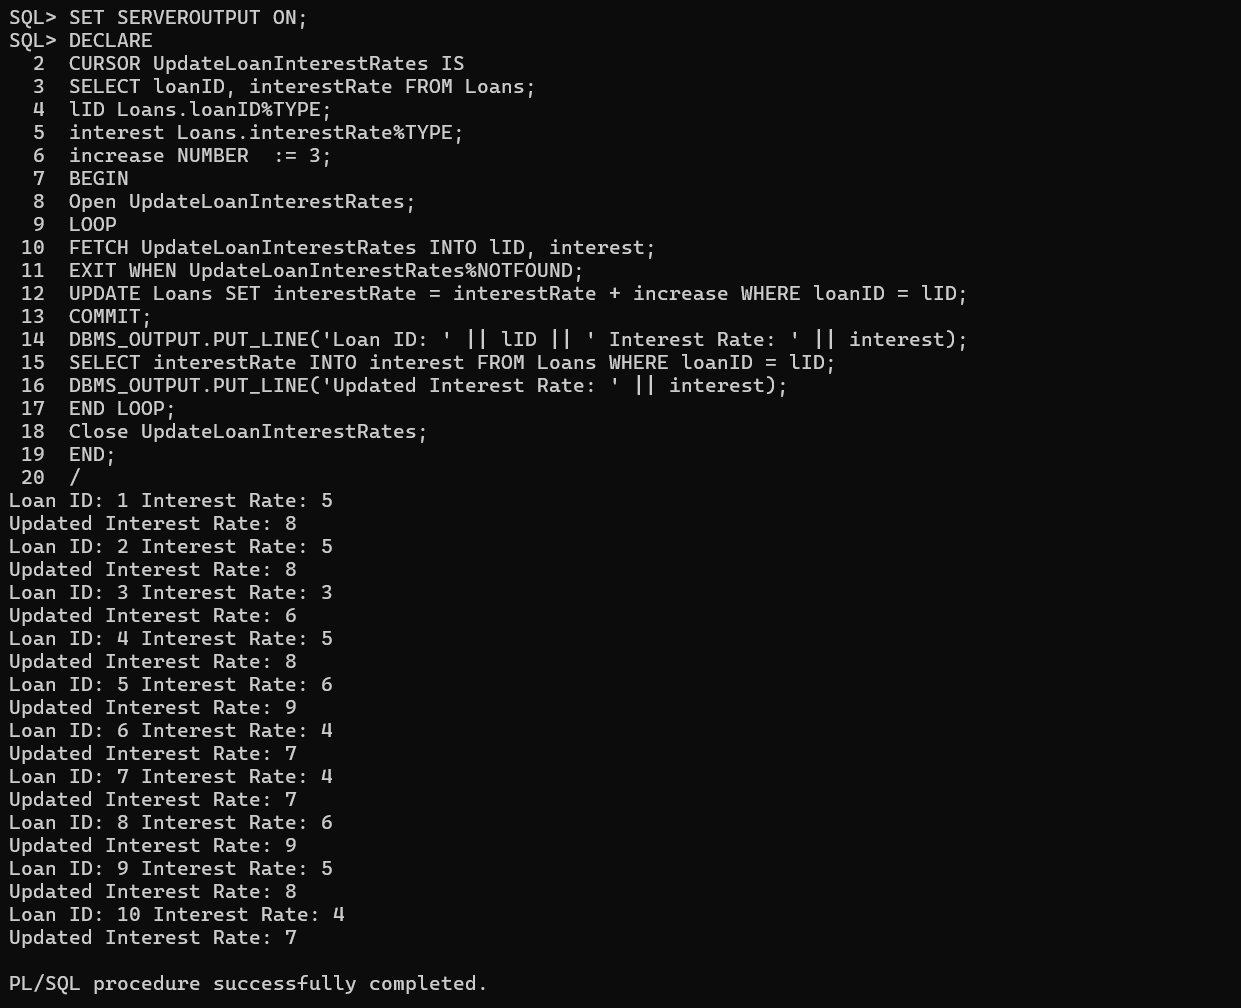 SQL> SET SERVEROUTPUT ON;
SQL> DECLARE
  2  CURSOR UpdateLoanInterestRates IS
  3  SELECT loanID, interestRate FROM Loans;
  4  lID Loans.loanID%TYPE;
  5  interest Loans.interestRate%TYPE;
  6  increase NUMBER  := 3;
  7  BEGIN
  8  Open UpdateLoanInterestRates;
  9  LOOP
 10  FETCH UpdateLoanInterestRates INTO lID, interest;
 11  EXIT WHEN UpdateLoanInterestRates%NOTFOUND;
 12  UPDATE Loans SET interestRate = interestRate + increase WHERE loanID = lID;
 13  COMMIT;
 14  DBMS_OUTPUT.PUT_LINE('Loan ID: ' || lID || ' Interest Rate: ' || interest);
 15  SELECT interestRate INTO interest FROM Loans WHERE loanID = lID;
 16  DBMS_OUTPUT.PUT_LINE('Updated Interest Rate: ' || interest);
 17  END LOOP;
 18  Close UpdateLoanInterestRates;
 19  END;
 20  /
Loan ID: 1 Interest Rate: 5
Updated Interest Rate: 8
Loan ID: 2 Interest Rate: 5
Updated Interest Rate: 8
Loan ID: 3 Interest Rate: 3
Updated Interest Rate: 6
Loan ID: 4 Interest Rate: 5
Updated Interest Rate: 8
Loan ID: 5 Interest Rate: 6
Updated Interest Rate: 9
Loan ID: 6 Interest Rate: 4
Updated Interest Rate: 7
Loan ID: 7 Interest Rate: 4
Updated Interest Rate: 7
Loan ID: 8 Interest Rate: 6
Updated Interest Rate: 9
Loan ID: 9 Interest Rate: 5
Updated Interest Rate: 8
Loan ID: 10 Interest Rate: 4
Updated Interest Rate: 7

PL/SQL procedure successfully completed.